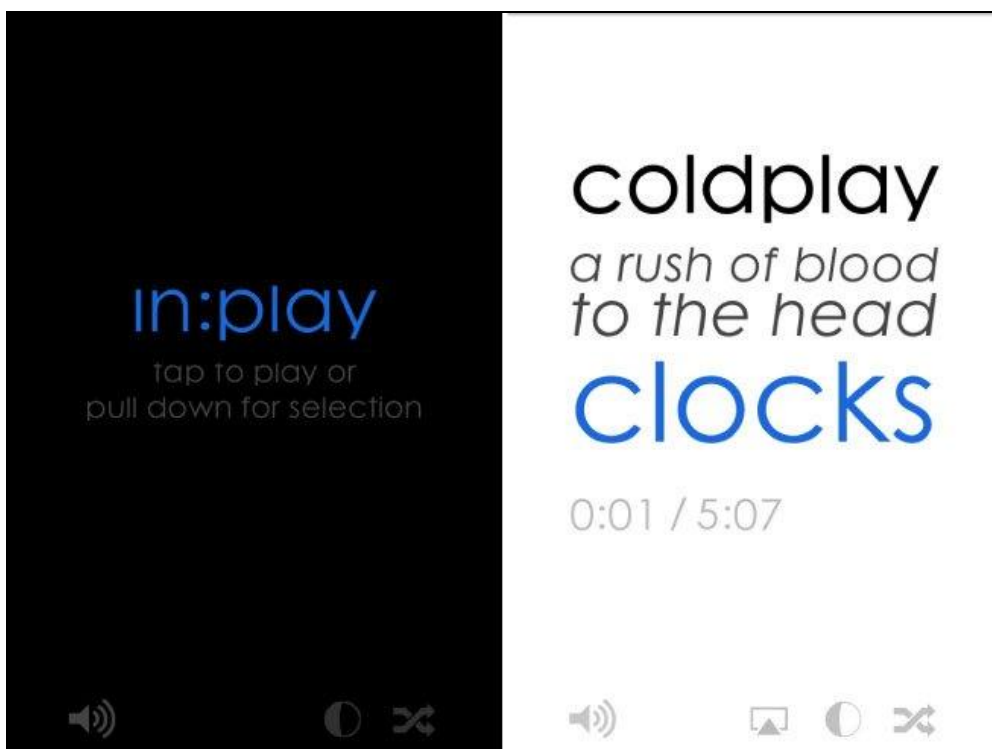 in:play
tap to play or
pull down for selection
coldplay
a rush of blood
to the head
clocks
0:01 / 5:07